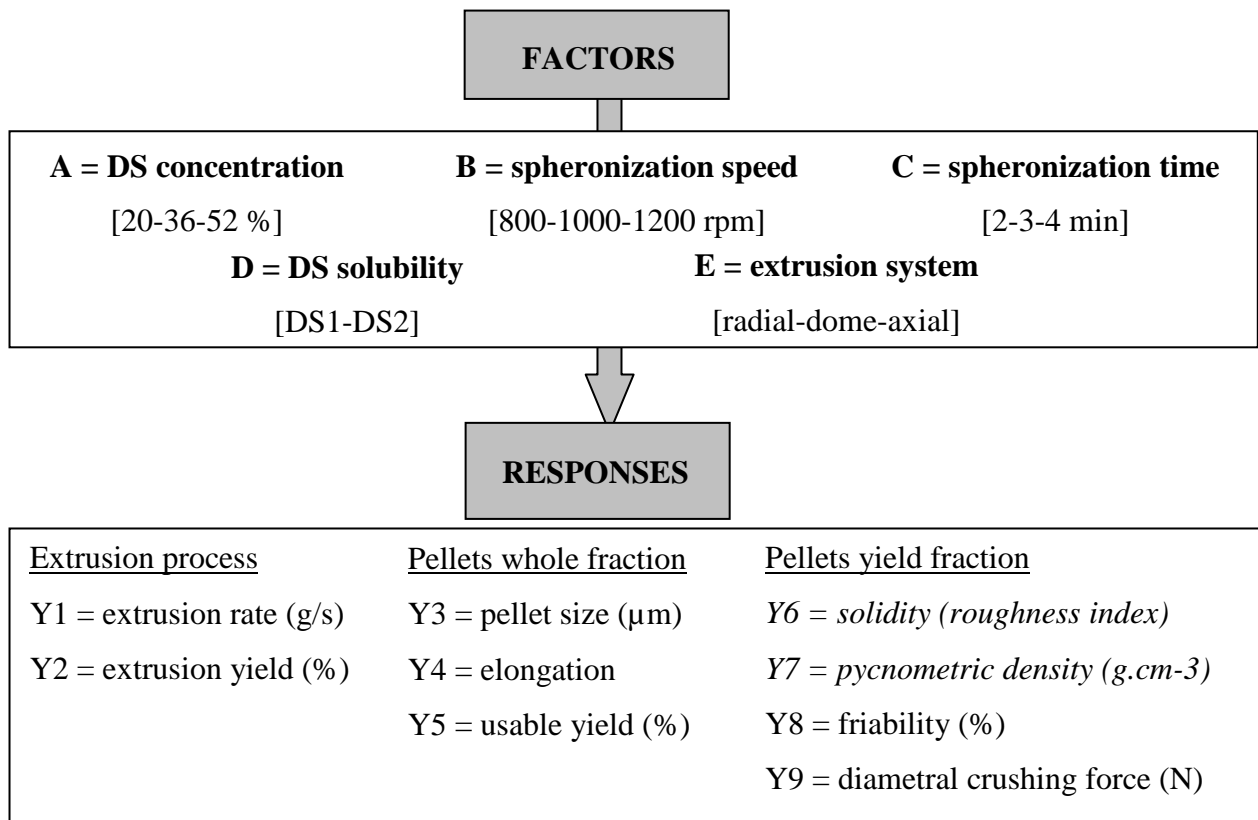 FACTORS
A = DS concentration B = spheronization speed C = spheronization time
[20-36-52 %] [800-1000-1200 rpm] [2-3-4 min]
D = DS solubility E = extrusion system
[DS1-DS2] [radial-dome-axial]
RESPONSES
Extrusion process Pellets whole fraction Pellets yield fraction
Y1 = extrusion rate (g/s) Y3 = pellet size (µm) Y6 = solidity (roughness index)
Y2 = extrusion yield (%) Y4 = elongation Y7 = pycnometric density (g.cm-3)
Y5 = usable yield (%) Y8 = friability (%)
Y9 = diametral crushing force (N)